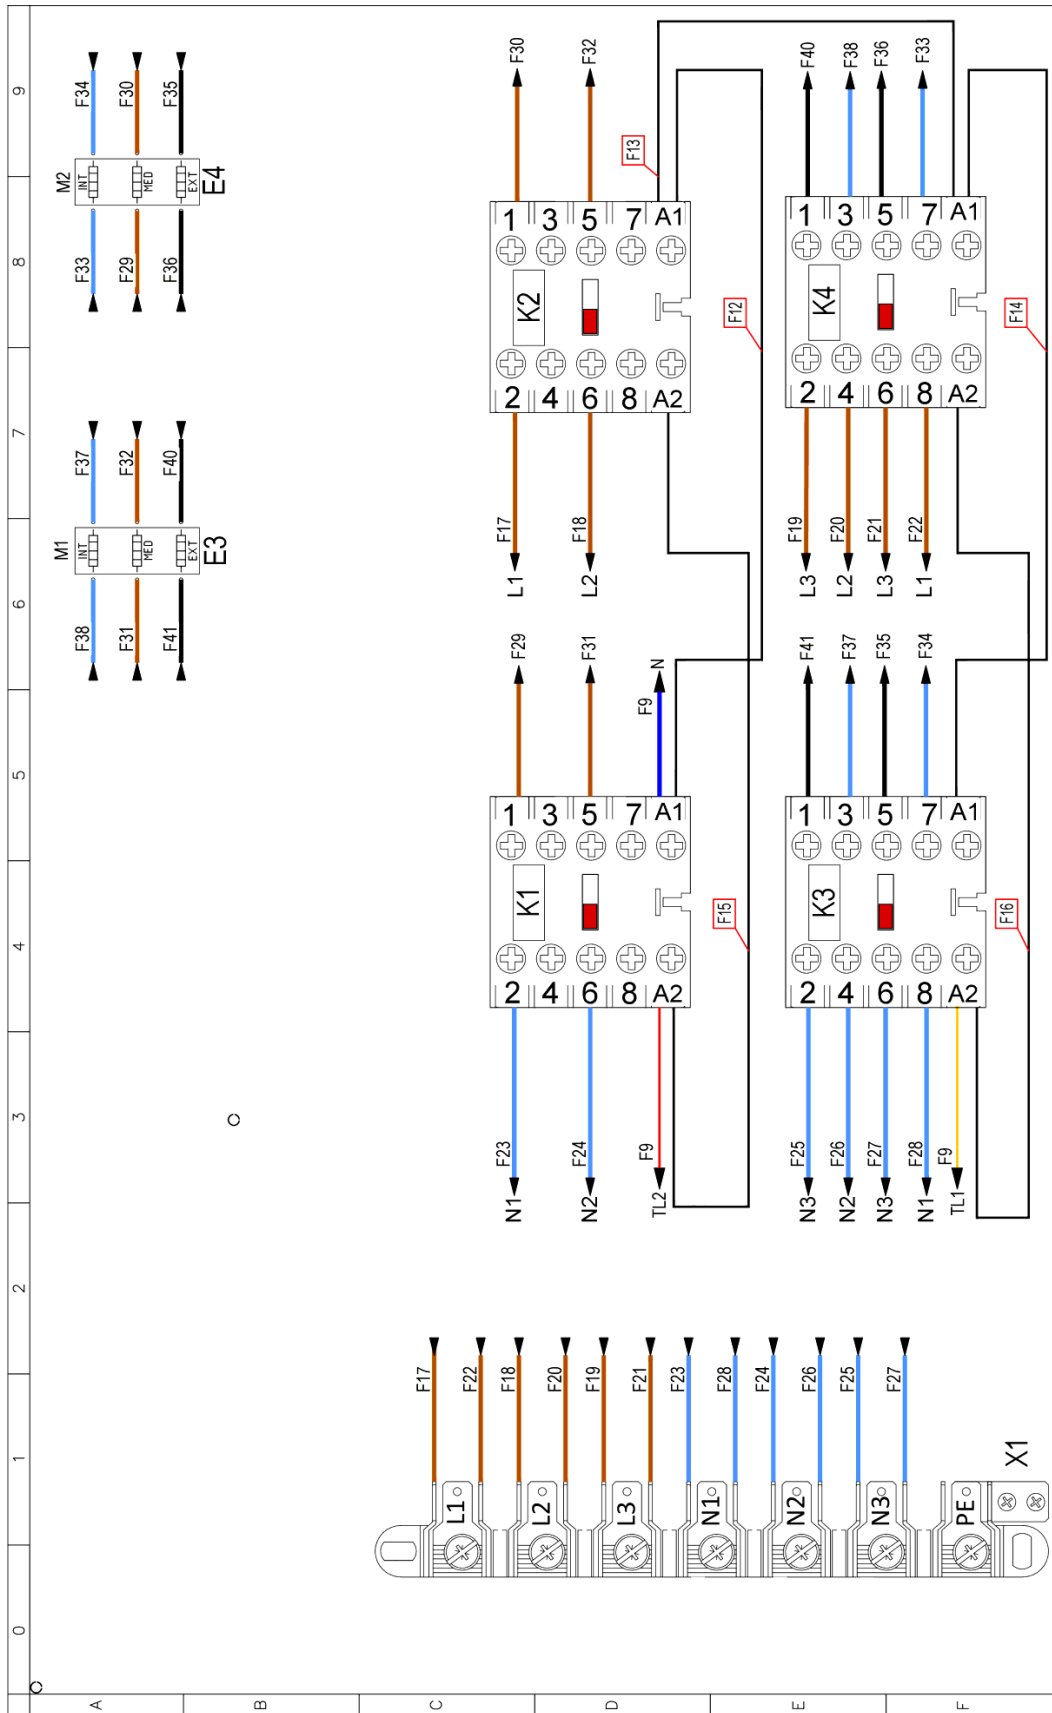 9
8
7
6
5
4
3
2
1
0
A
B
C
D
E
F
F34
F30
F35
M2
INT
MED
EXT
E4
F33
F29
F36
F37
F32
F40
M1
INT
MED
EXT
E3
F38
F31
F41
F30
F32
F13
1 3 5 7 A1
K2
2 4 6 8 A2
F12
F17
F18
L1
L2
F40
F38
F36
F33
1 3 5 7 A1
K4
2 4 6 8 A2
F14
F19
F20
F21
F22
L3
L2
L3
L1
F29
F31
F9
N
1 3 5 7 A1
K1
2 4 6 8 A2
F15
F23
F24
F9
N1
N2
TL2
F41
F37
F35
F34
1 3 5 7 A1
K3
2 4 6 8 A2
F16
F25
F26
F27
F28
F9
N3
N2
N3
N1
TL1
F17
F22
F18
F20
F19
F21
F23
F28
F24
F26
F25
F27
L1
L2
L3
N1
N2
N3
PE
X1